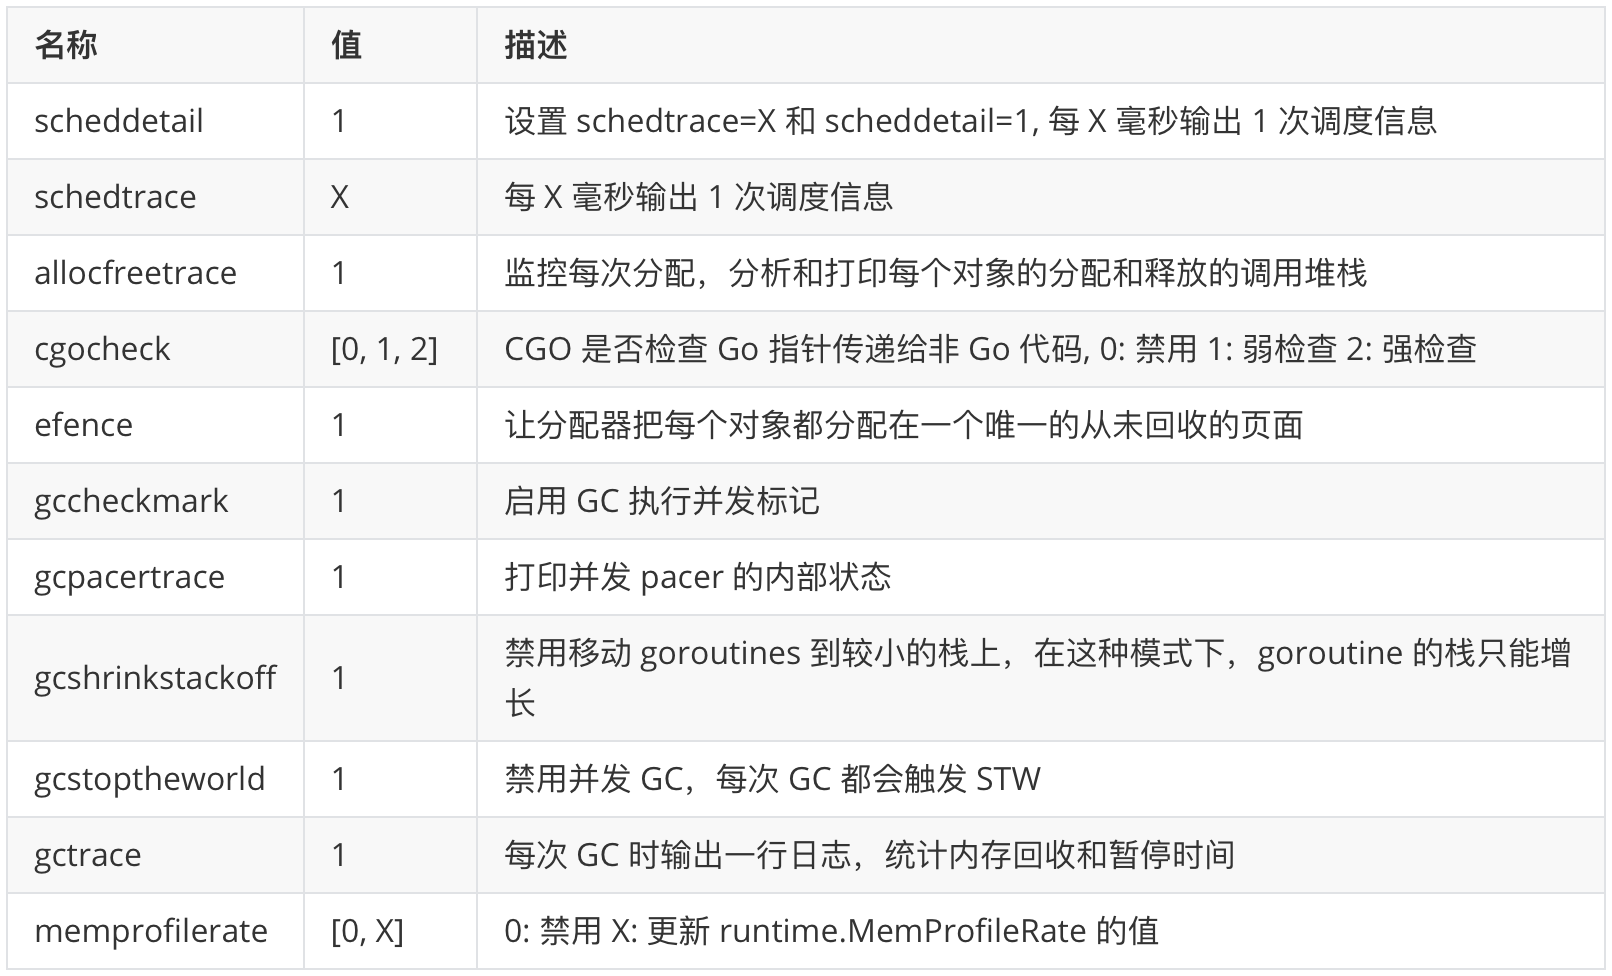 名称 值 描述
scheddetail 1 设置 schedtrace=X 和 scheddetail=1, 每 X 毫秒输出 1 次调度信息
schedtrace X 每 X 毫秒输出 1 次调度信息
allocfreetrace 1 监控每次分配，分析和打印每个对象的分配和释放的调用堆栈
cgocheck [0, 1, 2] CGO 是否检查 Go 指针传递给非 Go 代码, 0: 禁用 1: 弱检查 2: 强检查
efence 1 让分配器把每个对象都分配在一个唯一的从未回收的页面
gccheckmark 1 启用 GC 执行并发标记
gcpacertrace 1 打印并发 pacer 的内部状态
gcshrinkstackoff 1 禁用移动 goroutines 到较小的栈上，在这种模式下，goroutine 的栈只能增
长
gcstoptheworld 1 禁用并发 GC，每次 GC 都会触发 STW
gctrace 1 每次 GC 时输出一行日志，统计内存回收和暂停时间
memprofilerate [0, X] 0: 禁用 X: 更新 runtime.MemProfileRate 的值